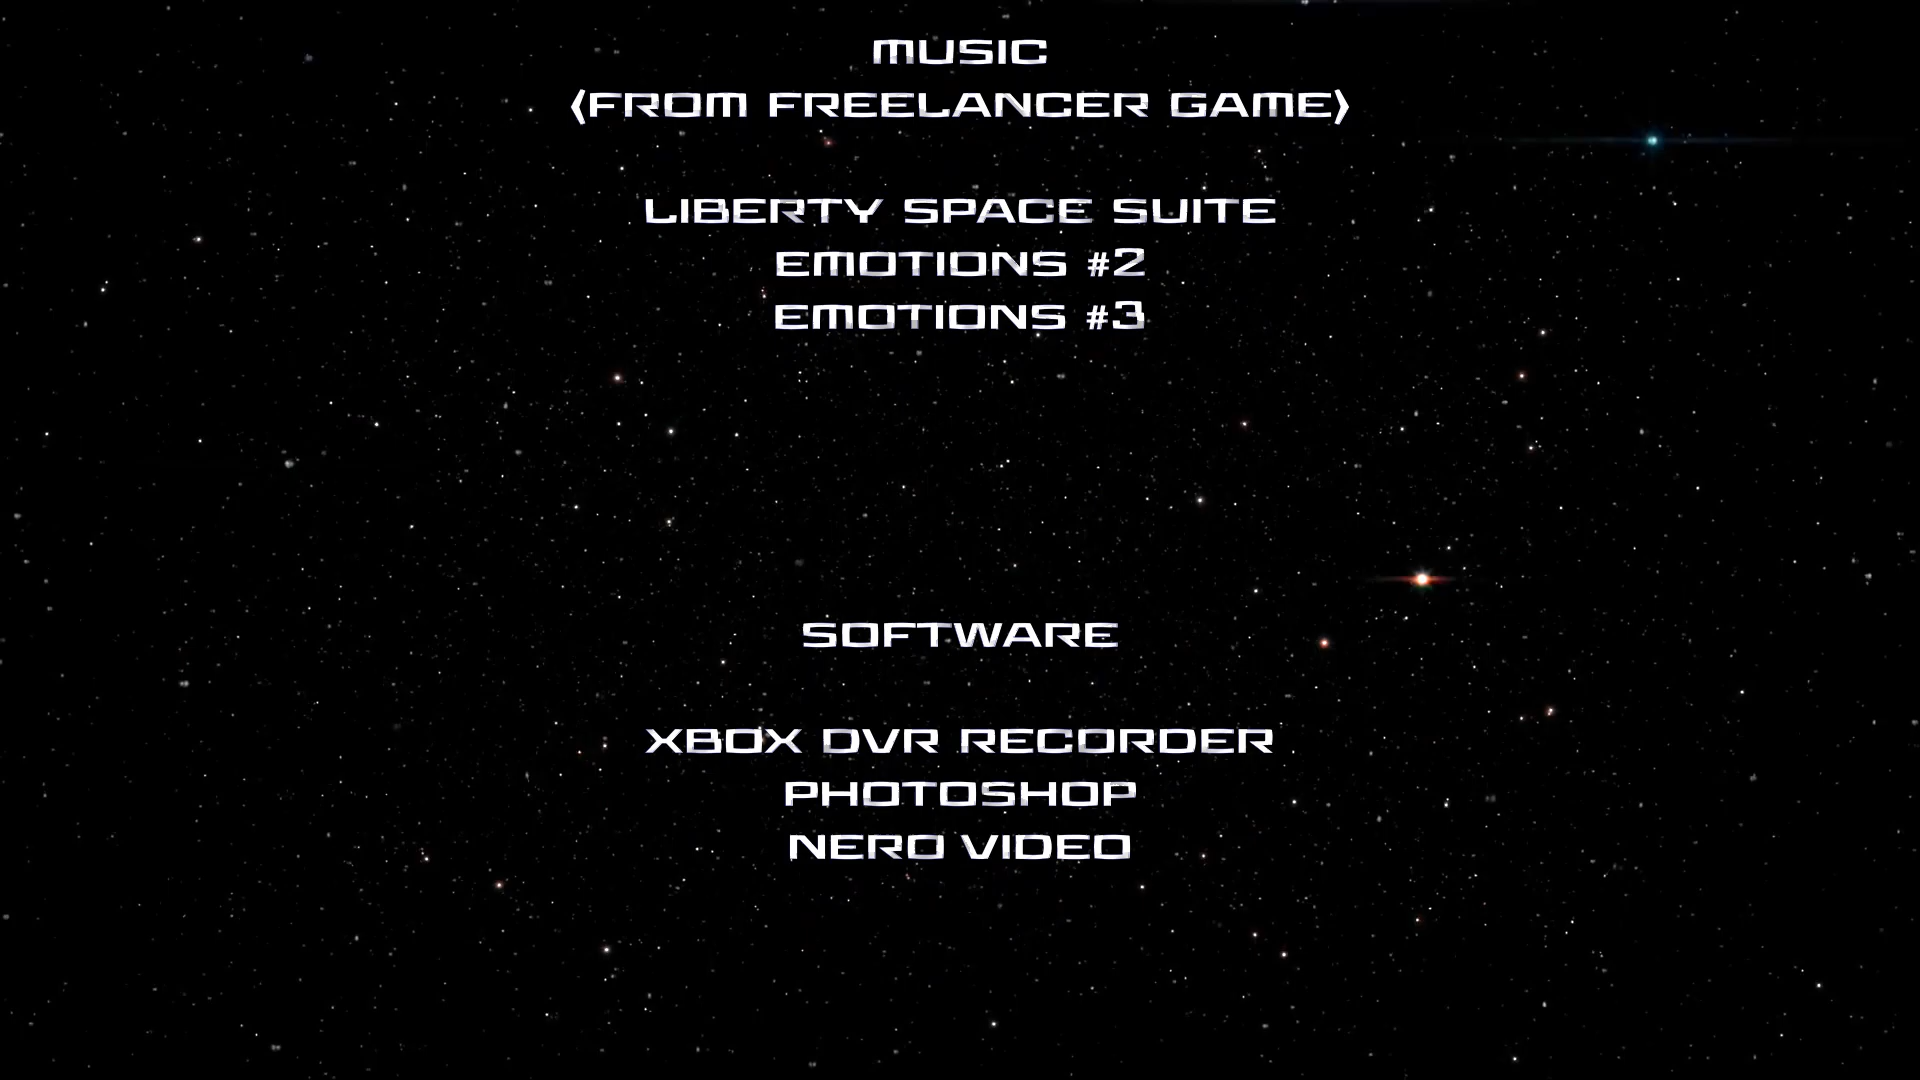 MUSIC
(FROM FREELANCER GAME)
LIBERTY SPACE SUITE
EMOTIONS #2
EMOTIONS #3
SOFTWARE
XBOX DVR RECORDER
PHOTOSHOP
NERO VIDEO